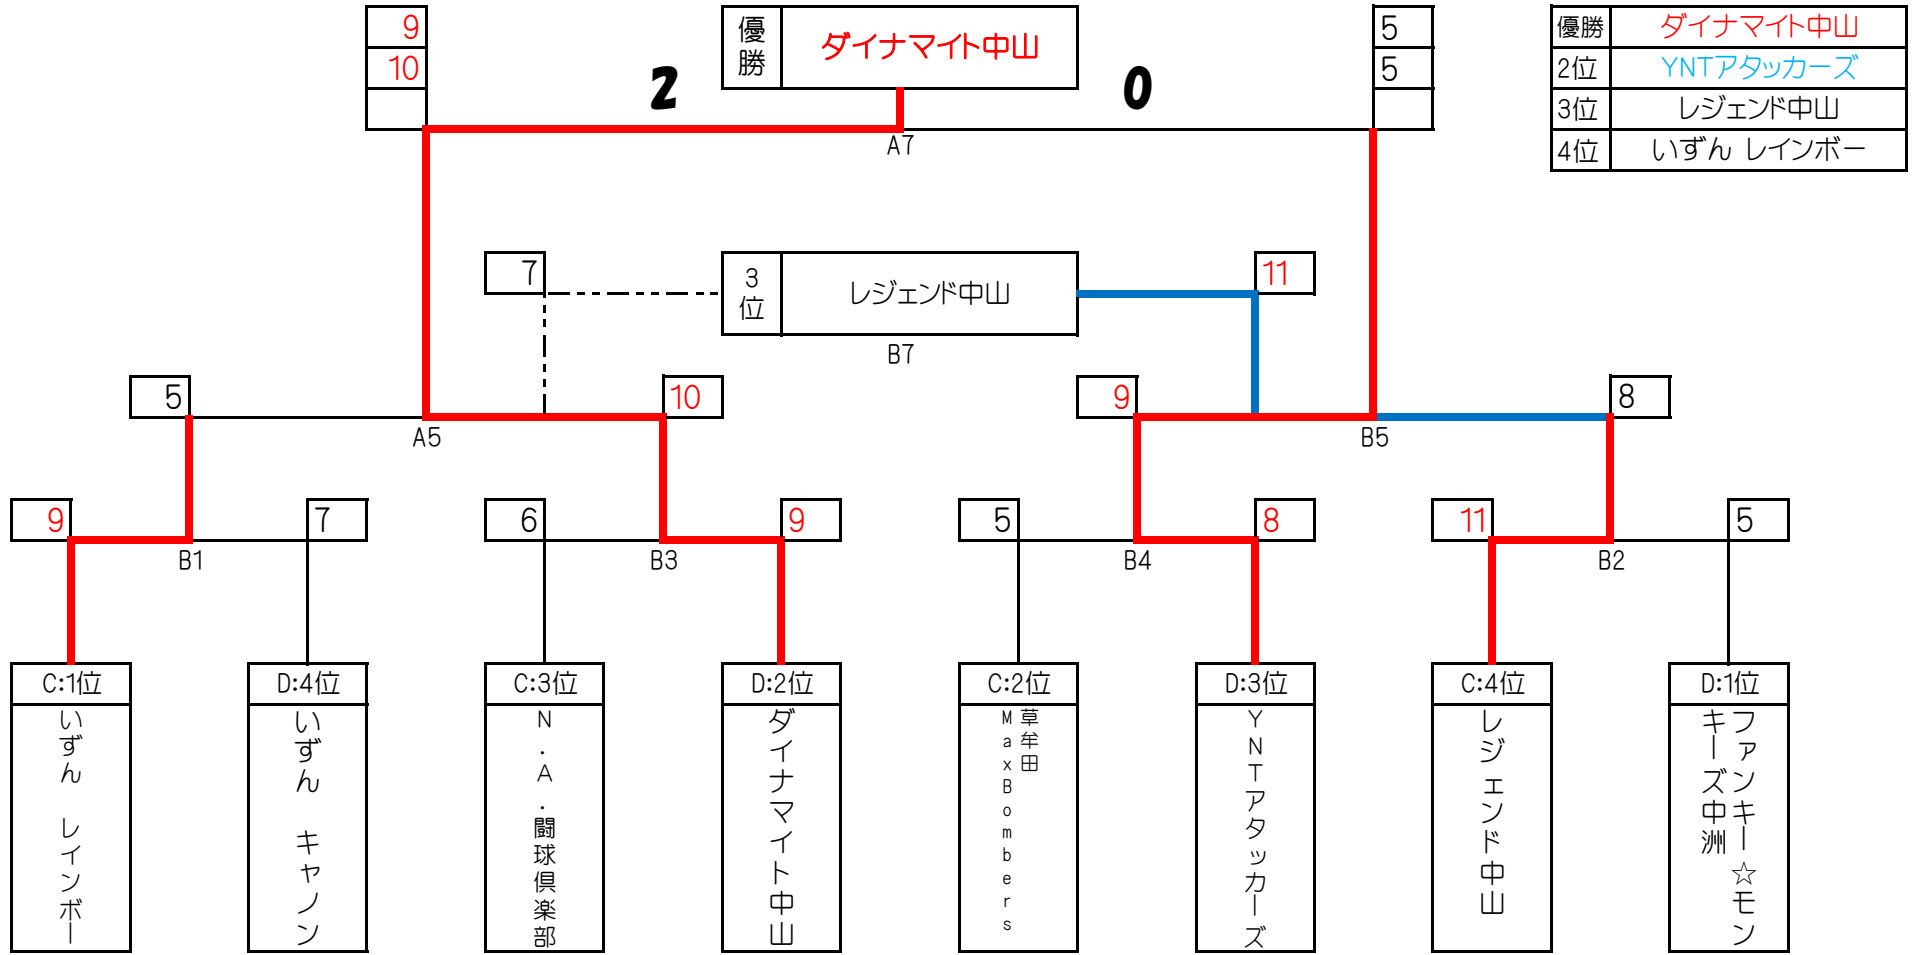 9
10
2
優勝
ダイナマイト中山
0
5
5
A7
優勝 ダイナマイト中山
2位 YNTアタッカーズ
3位 レジェンド中山
4位 いずん レインボー
7
3位
レジェンド中山
11
B7
5
A5
10
9
B5
8
9
B1
7
6
B3
9
5
B4
8
11
B2
5
C:1位
いずん レインボー
D:4位
いずん キャノン
C:3位
N.A.闘球倶楽部
D:2位
ダイナマイト中山
C:2位
草牟田
MaxBombers
D:3位
YNTアタッカーズ
C:4位
レジェンド中山
D:1位
ファンキー☆モン
キーズ中洲